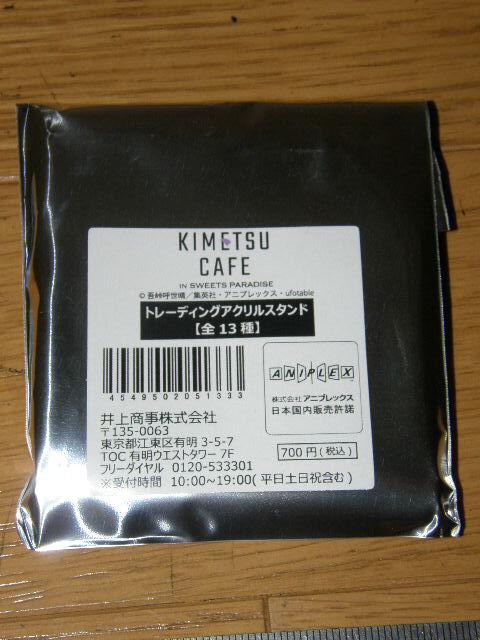 KIMETSU
CAFE
IN SWEETS PARADISE
© 吾峠呼世晴／集英社・アニプレックス・ufotable
トレーディングアクリルスタンド
【全13種】
4549502051333
ANIPLEX
株式会社アニプレックス
日本国内販売許諾
井上商事株式会社
〒135-0063
東京都江東区有明 3-5-7
TOC 有明ウエストタワー 7F
フリーダイヤル 0120-533301
※受付時間 10:00~19:00( 平日土日祝含む )
700 円 ( 税込 )